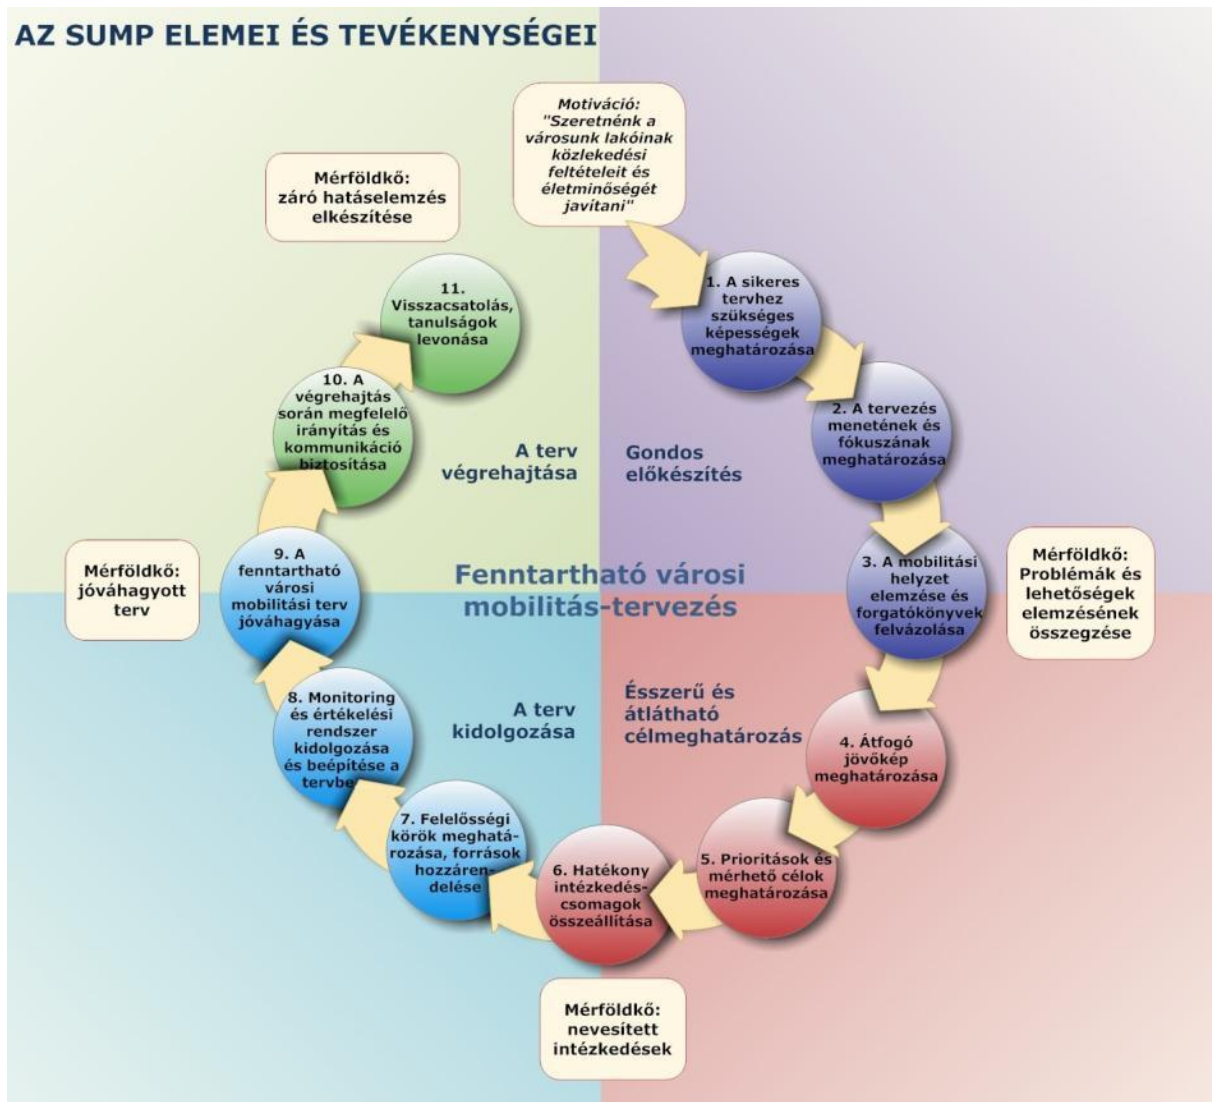 AZ SUMP ELEMEI ÉS TEVÉKENYSÉGEI
Motiváció:
"Szeretnénk a
városunk lakóinak
közlekedési
feltételeit és
életminőségét
javítani"
Mérföldkő:
záró hatáselemzés
elkészítése
1. A sikeres
tervhez
szükséges
képességek
meghatározása
2. A tervezés
menetének és
fókuszának
meghatározása
3. A mobilitási
helyzet
elemzése és
forgatókönyvek
felvázolása
Mérföldkő:
Problémák és
lehetőségek
elemzésének
összegzése
4. Átfogó
jövőkép
meghatározása
5. Prioritások és
mérhető célok
meghatározása
6. Hatékony
intézkedés-
csomagok
összeállítása
Mérföldkő:
nevesített
intézkedések
7. Felelősségi
körök meghatá-
rozása, források
hozzáren-
delése
8. Monitoring
és értékelési
rendszer
kidolgozása
és beépítése a
tervbe
9. A
fenntartható
városi
mobilitási terv
jóváhagyása
Mérföldkő:
jóváhagyott
terv
10. A
végrehajtás
során megfelelő
irányítás és
kommunikáció
biztosítása
11.
Visszacsatolás,
tanulságok
levonása
A terv
végrehajtása
Gondos
előkészítés
Fenntartható városi
mobilitás-tervezés
A terv
kidolgozása
Ésszerű és
átlátható
célmeghatározás